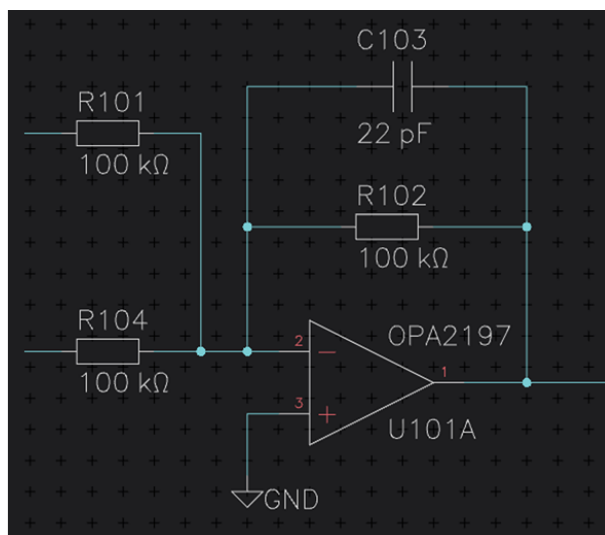 C103
22 pF
R101
100 kΩ
R102
100 kΩ
R104
100 kΩ
OPA2197
2
−
1
3
+
U101A
GND